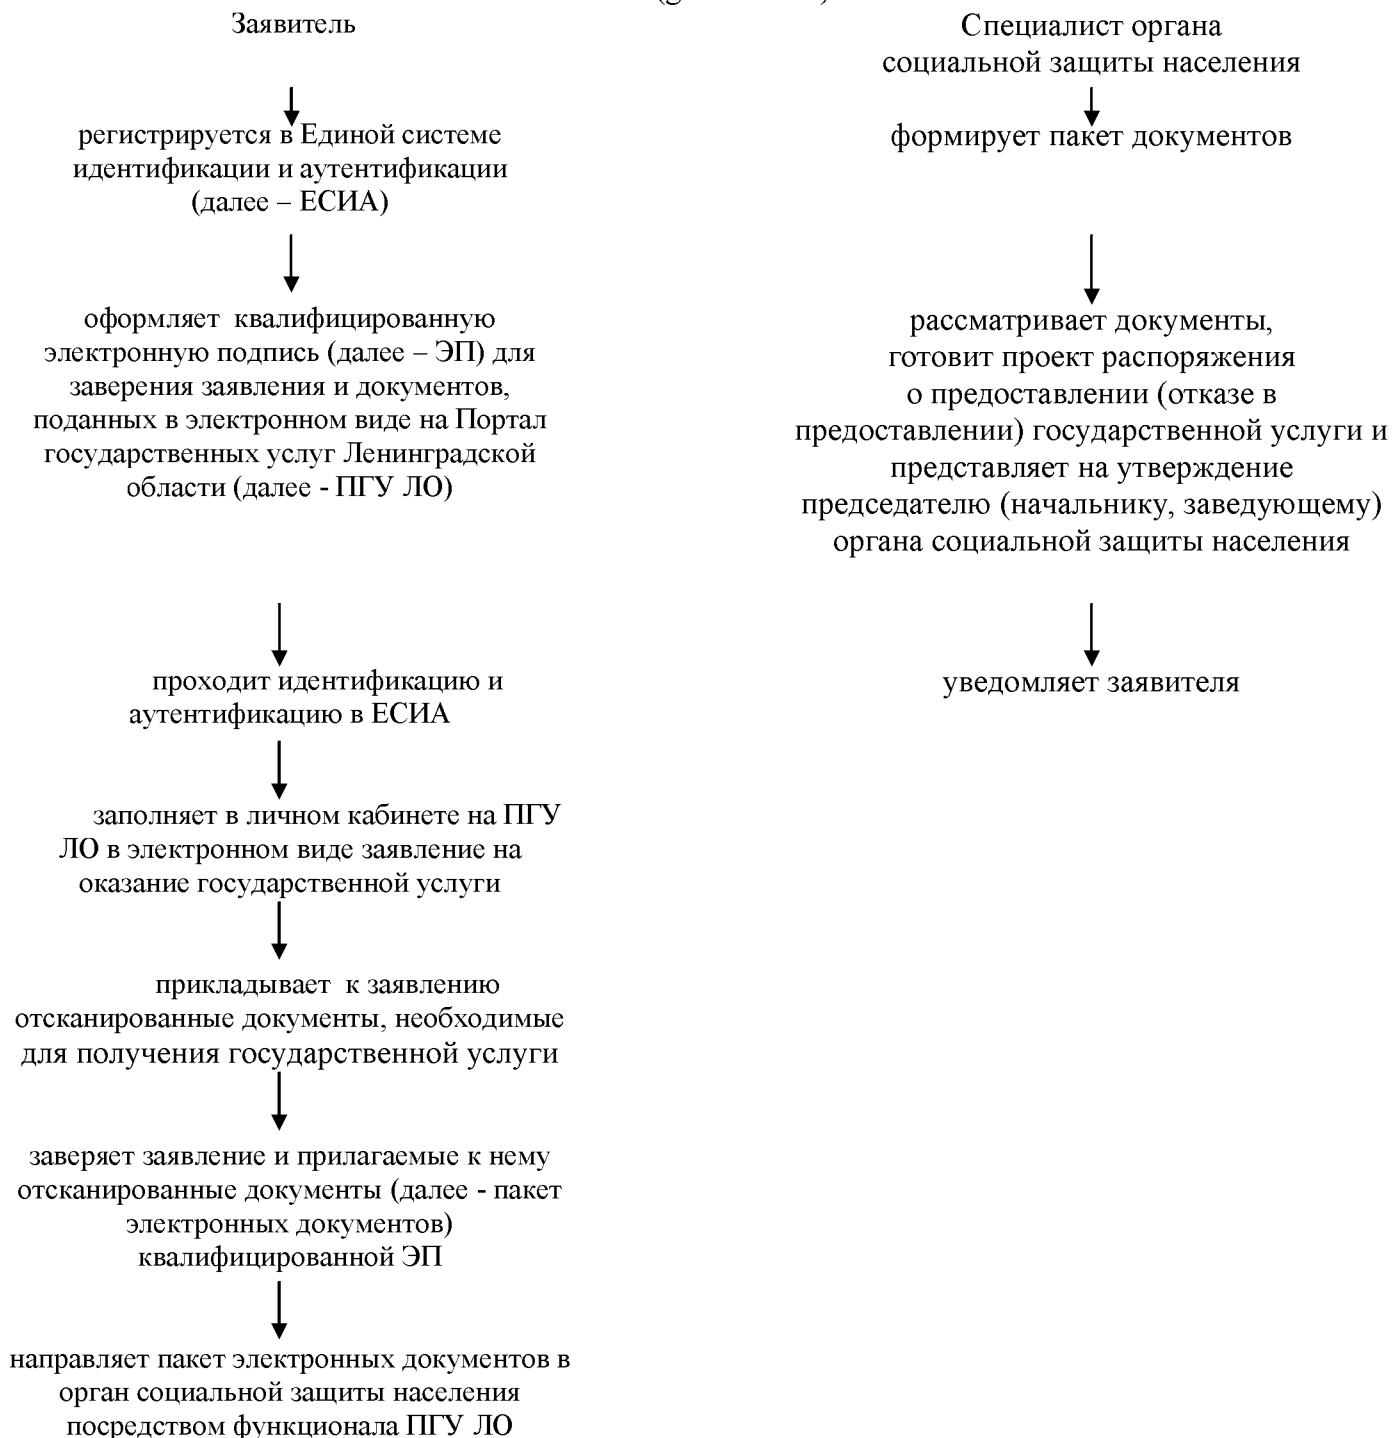 Заявитель
регистрируется в Единой системе
идентификации и аутентификации
(далее – ЕСИА)
оформляет квалифицированную
электронную подпись (далее – ЭП) для
заверения заявления и документов,
поданных в электронном виде на Портал
государственных услуг Ленинградской
области (далее - ПГУ ЛО)
проходит идентификацию и
аутентификацию в ЕСИА
заполняет в личном кабинете на ПГУ
ЛО в электронном виде заявление на
оказание государственной услуги
прикладывает к заявлению
отсканированные документы, необходимые
для получения государственной услуги
заверяет заявление и прилагаемые к нему
отсканированные документы (далее - пакет
электронных документов)
квалифицированной ЭП
направляет пакет электронных документов в
орган социальной защиты населения
посредством функционала ПГУ ЛО
Специалист органа
социальной защиты населения
формирует пакет документов
рассматривает документы,
готовит проект распоряжения
о предоставлении (отказе в
предоставлении) государственной услуги и
представляет на утверждение
председателю (начальнику, заведующему)
органа социальной защиты населения
уведомляет заявителя